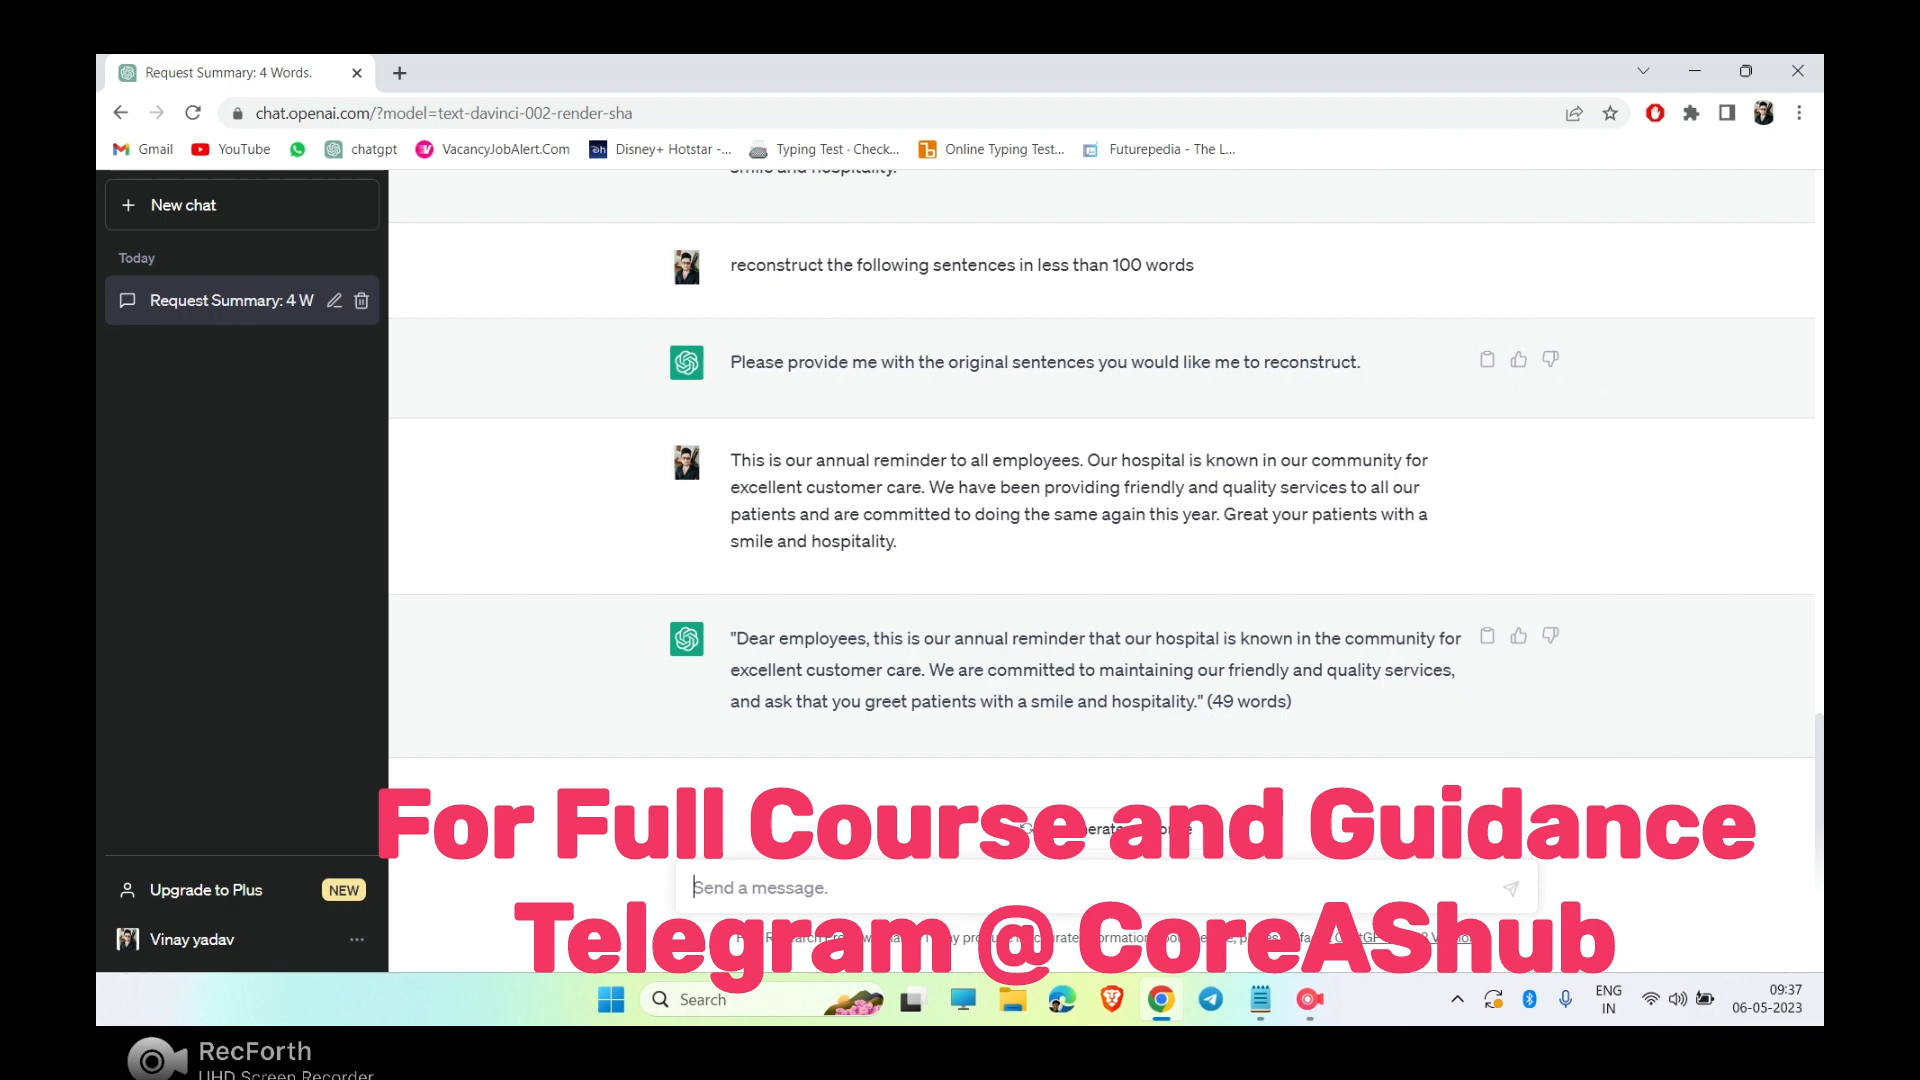 Request Summary: 4 Words.
chat.openai.com/?model=text-davinci-002-render-sha
Gmail
YouTube
chatgpt
VacancyJobAlert.Com
Disney+ Hotstar -...
Typing Test · Check...
Online Typing Test...
Futurepedia - The L...
New chat
Today
Request Summary: 4 W
smile and hospitality.
reconstruct the following sentences in less than 100 words
Please provide me with the original sentences you would like me to reconstruct.
This is our annual reminder to all employees. Our hospital is known in our community for
excellent customer care. We have been providing friendly and quality services to all our
patients and are committed to doing the same again this year. Great your patients with a
smile and hospitality.
"Dear employees, this is our annual reminder that our hospital is known in the community for
excellent customer care. We are committed to maintaining our friendly and quality services,
and ask that you greet patients with a smile and hospitality." (49 words)
For Full Course and Guidance
Send a message.
Telegram @ CoreAShub
Upgrade to Plus
NEW
Vinay yadav
Search
ENG
IN
09:37
06-05-2023
RecForth
UHD Screen Recorder